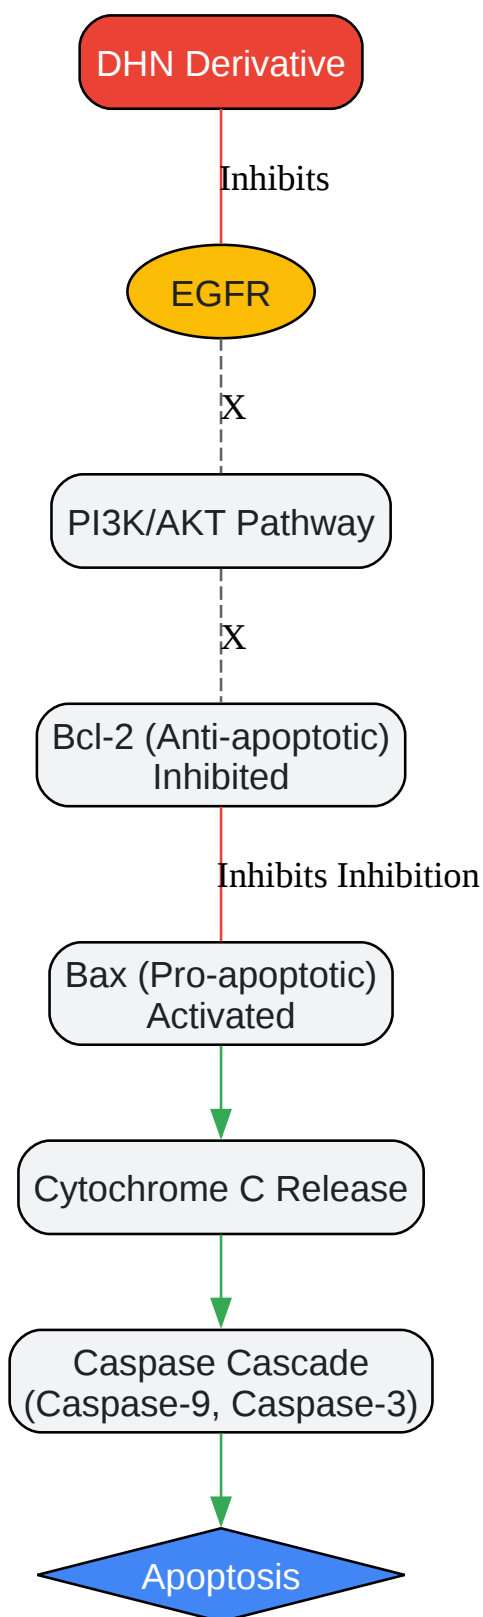 DHN Derivative
Inhibits
EGFR
X
PI3K/AKT Pathway
X
Bcl-2 (Anti-apoptotic)
Inhibited
Inhibits Inhibition
Bax (Pro-apoptotic)
Activated
Cytochrome C Release
Caspase Cascade
(Caspase-9, Caspase-3)
Apoptosis